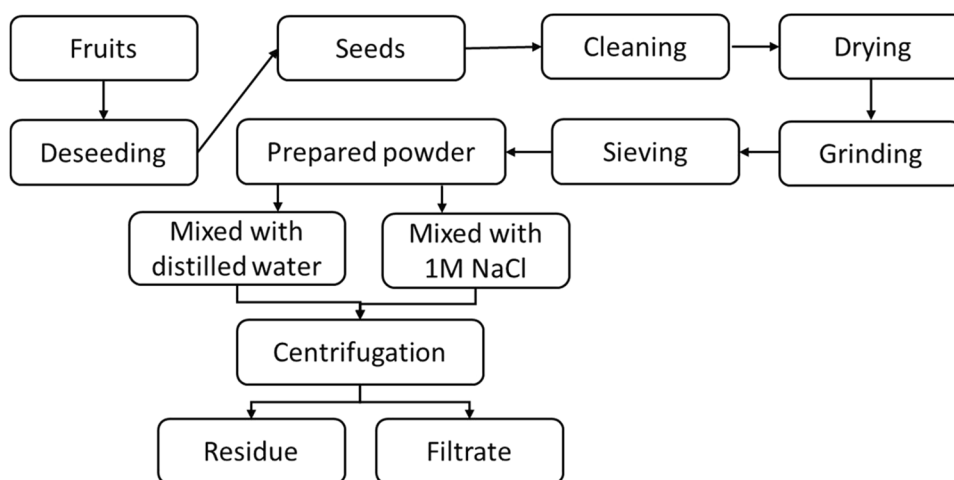 Fruits
Seeds
Cleaning
Drying
Deseeding
Prepared powder
Sieving
Grinding
Mixed with
distilled water
Mixed with
1M NaCl
Centrifugation
Residue
Filtrate